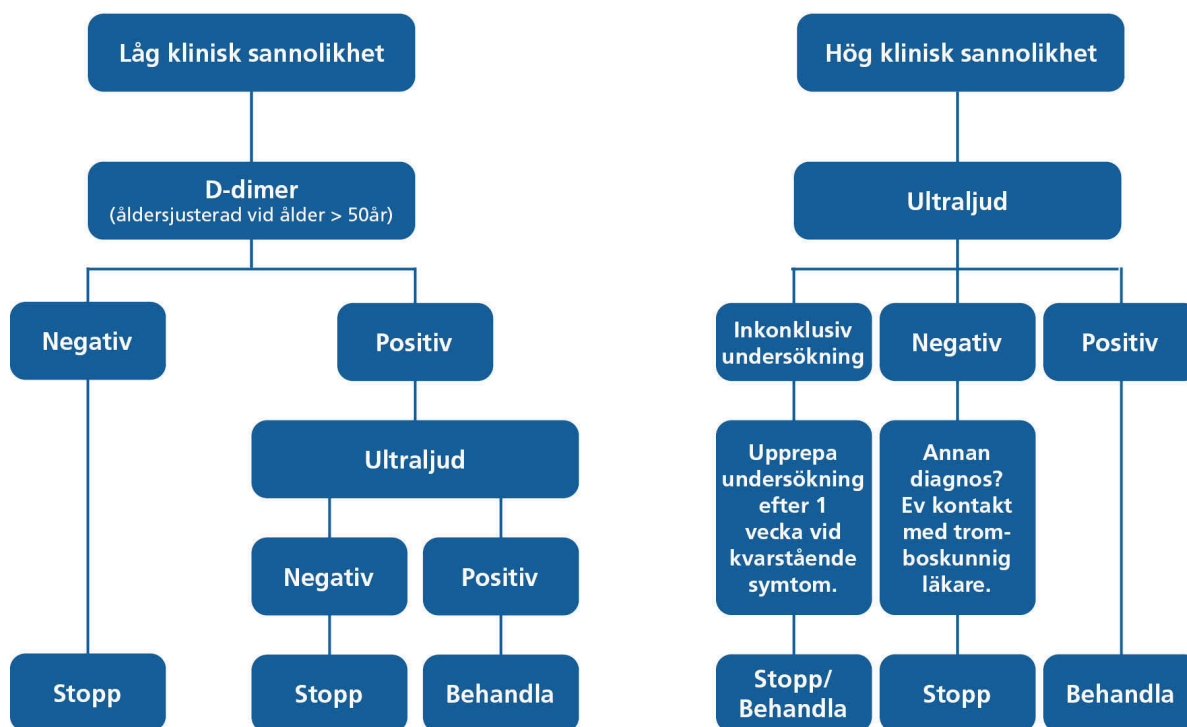 Låg klinisk sannolikhet
D-dimer
(åldersjusterad vid ålder > 50år)
Negativ
Positiv
Ultraljud
Negativ
Positiv
Stopp
Stopp
Behandla
Hög klinisk sannolikhet
Ultraljud
Inkonklusiv
undersökning
Negativ
Positiv
Upprepa
undersökning
efter 1
vecka vid
kvarstående
symtom.
Annan
diagnos?
Ev kontakt
med trom-
boskunnig
läkare.
Stopp/
Behandla
Stopp
Behandla